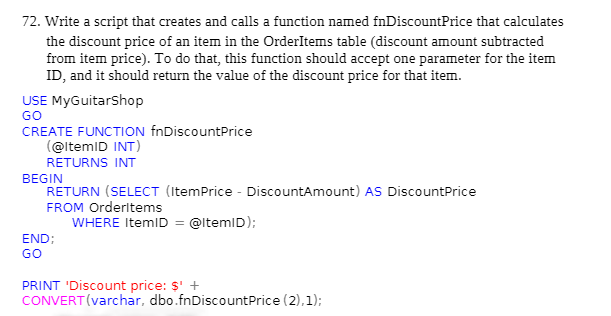 72. Write a script that creates and calls a function named fnDiscountPrice that calculates
the discount price of an item in the OrderItems table (discount amount subtracted
from item price). To do that, this function should accept one parameter for the item
ID, and it should return the value of the discount price for that item.
USE MyGuitarShop
GO
CREATE FUNCTION fnDiscountPrice
(@ItemID INT)
RETURNS INT
BEGIN
RETURN (SELECT (ItemPrice - DiscountAmount) AS DiscountPrice
FROM OrderItems
WHERE ItemID = @ItemID);
END;
GO
PRINT 'Discount price: $' +
CONVERT(varchar, dbo.fnDiscountPrice(2),1);